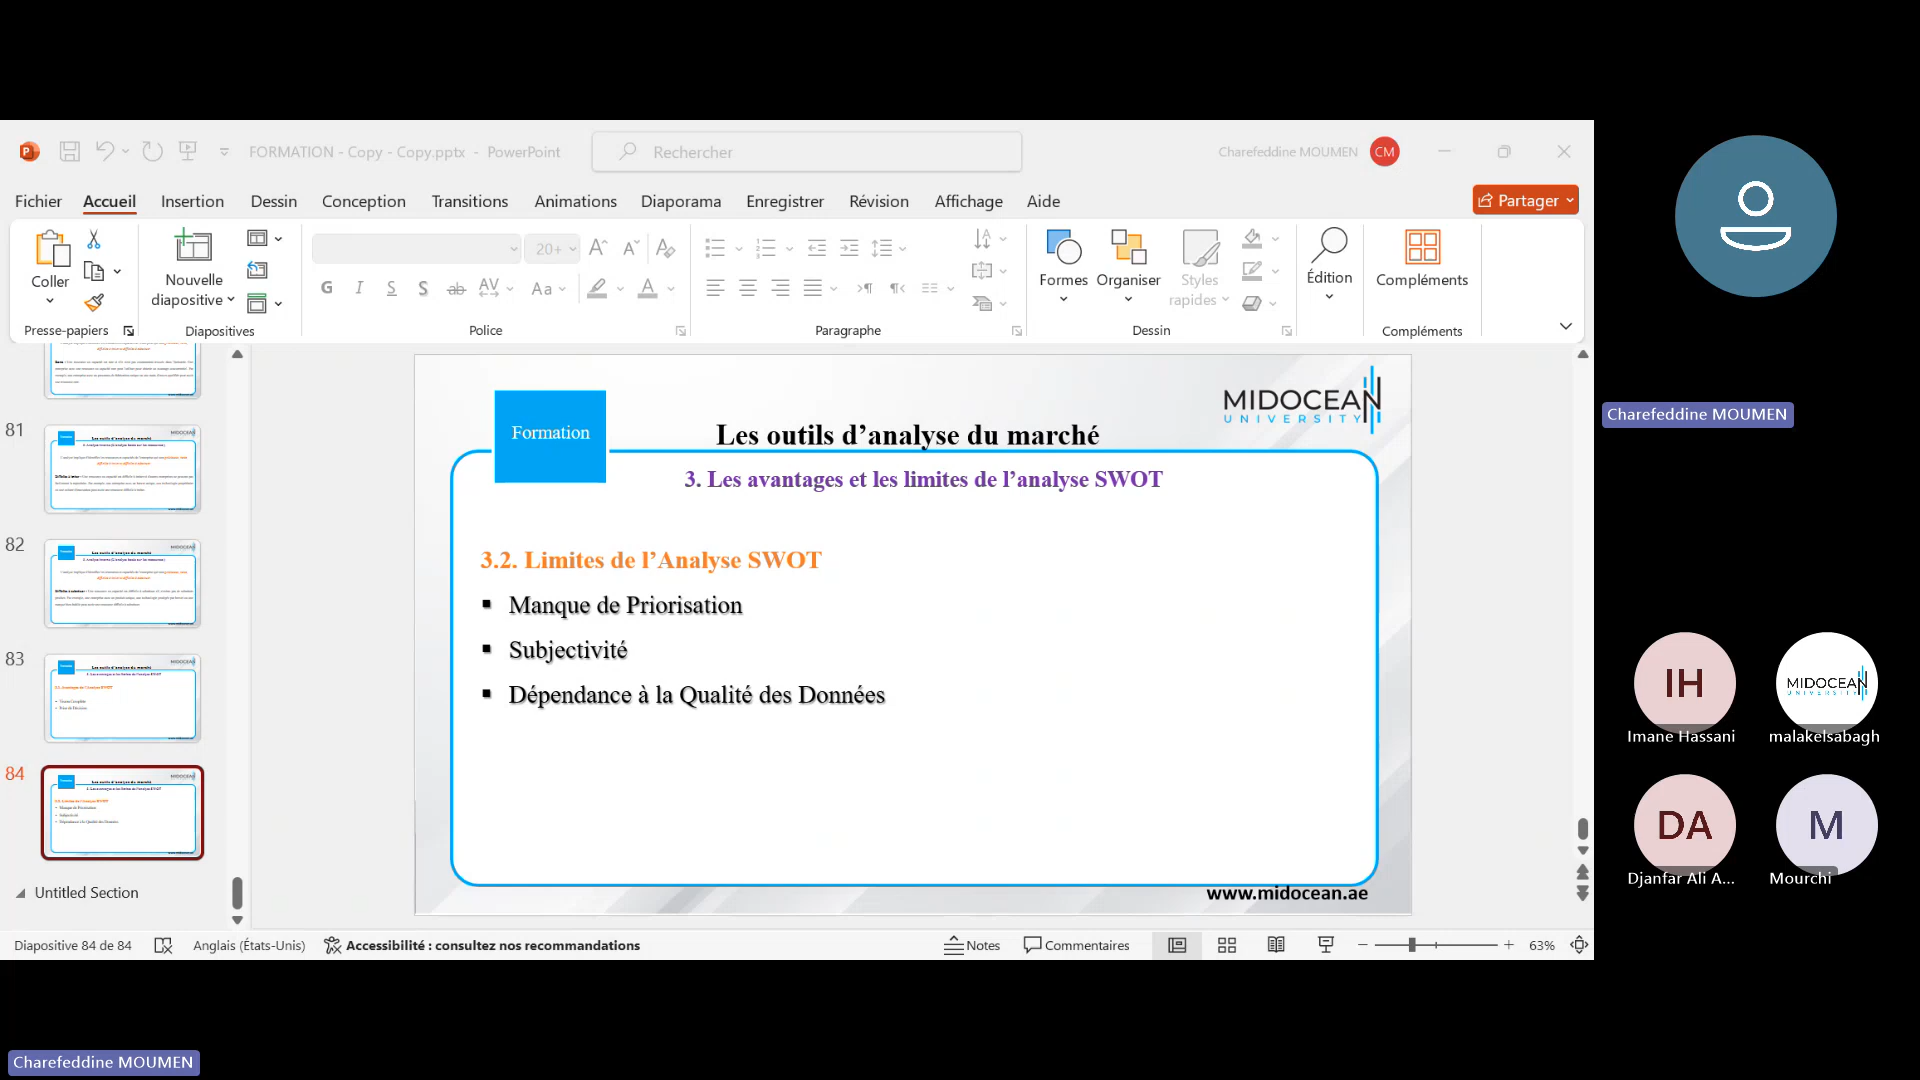 FORMATION - Copy - Copy.pptx - PowerPoint
Rechercher
Charefeddine MOUMEN
CM
Fichier
Accueil
Insertion
Dessin
Conception
Transitions
Animations
Diaporama
Enregistrer
Révision
Affichage
Aide
Partager
Coller
Presse-papiers
Nouvelle
diapositive
Diapositives
20+
Police
Paragraphe
Formes
Organiser
Styles
rapides
Dessin
Édition
Compléments
Compléments
81
82
83
84
Untitled Section
MIDOCEAN
UNIVERSITY
Formation
Les outils d’analyse du marché
3. Les avantages et les limites de l’analyse SWOT
3.2. Limites de l’Analyse SWOT
▪ Manque de Priorisation
▪ Subjectivité
▪ Dépendance à la Qualité des Données
www.midocean.ae
Diapositive 84 de 84
Anglais (États-Unis)
Accessibilité : consultez nos recommandations
Notes
Commentaires
63%
Charefeddine MOUMEN
IH
Imane Hassani
MIDOCEAN
UNIVERSITY
malakelsabagh
DA
Djanfar Ali A...
M
Mourchi
Charefeddine MOUMEN